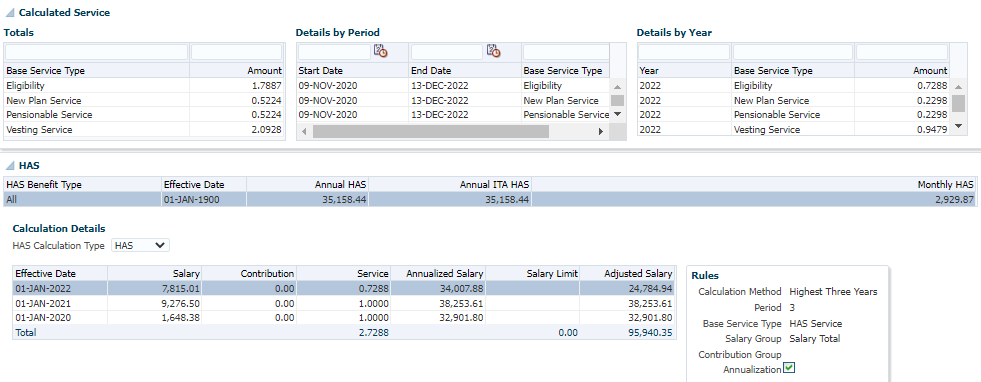 Calculated Service
Totals
Base Service Type Amount
Eligibility 1.7887
New Plan Service 0.5224
Pensionable Service 0.5224
Vesting Service 2.0928
Details by Period
Start Date End Date Base Service Type
09-NOV-2020 13-DEC-2022 Eligibility
09-NOV-2020 13-DEC-2022 New Plan Service
09-NOV-2020 13-DEC-2022 Pensionable Service
Details by Year
Year Base Service Type Amount
2022 Eligibility 0.7288
2022 New Plan Service 0.2298
2022 Pensionable Service 0.2298
2022 Vesting Service 0.9479
HAS
HAS Benefit Type Effective Date Annual HAS Annual ITA HAS Monthly HAS
All 01-JAN-1900 35,158.44 35,158.44 2,929.87
Calculation Details
HAS Calculation Type HAS
Effective Date Salary Contribution Service Annualized Salary Salary Limit Adjusted Salary
01-JAN-2022 7,815.01 0.00 0.7288 34,007.88 24,784.94
01-JAN-2021 9,276.50 0.00 1.0000 38,253.61 38,253.61
01-JAN-2020 1,648.38 0.00 1.0000 32,901.80 32,901.80
Total 2.7288 0.00 95,940.35
Rules
Calculation Method Highest Three Years
Period 3
Base Service Type HAS Service
Salary Group Salary Total
Contribution Group
Annualization